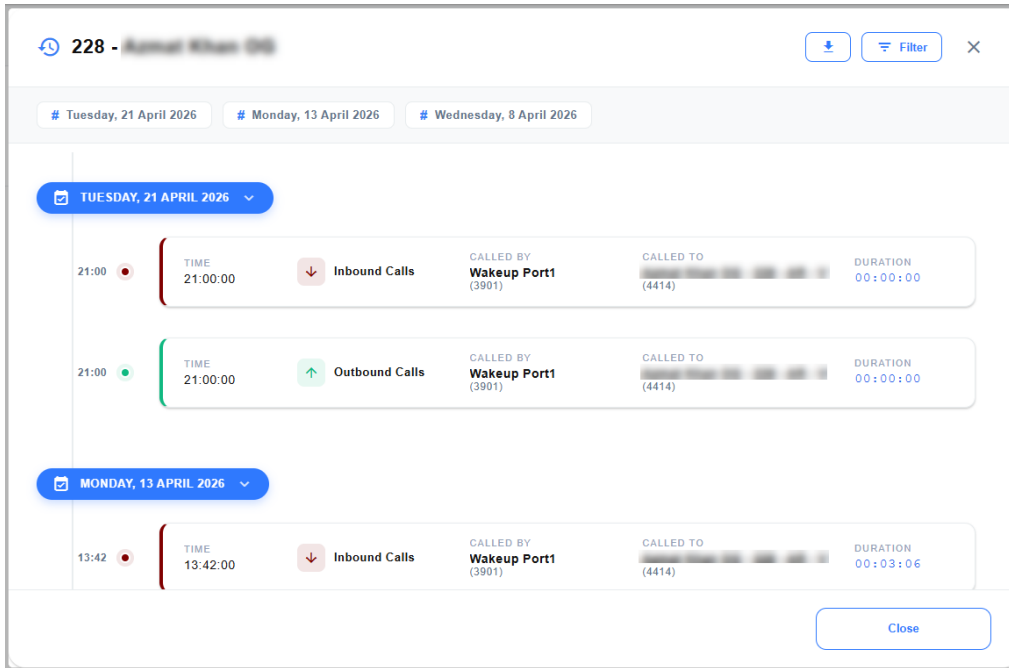 228 -
Filter
# Tuesday, 21 April 2026
# Monday, 13 April 2026
# Wednesday, 8 April 2026
TUESDAY, 21 APRIL 2026
21:00
TIME
21:00:00
Inbound Calls
CALLED BY
Wakeup Port1
(3901)
CALLED TO
(4414)
DURATION
00:00:00
21:00
TIME
21:00:00
Outbound Calls
CALLED BY
Wakeup Port1
(3901)
CALLED TO
(4414)
DURATION
00:00:00
MONDAY, 13 APRIL 2026
13:42
TIME
13:42:00
Inbound Calls
CALLED BY
Wakeup Port1
(3901)
CALLED TO
(4414)
DURATION
00:03:06
Close